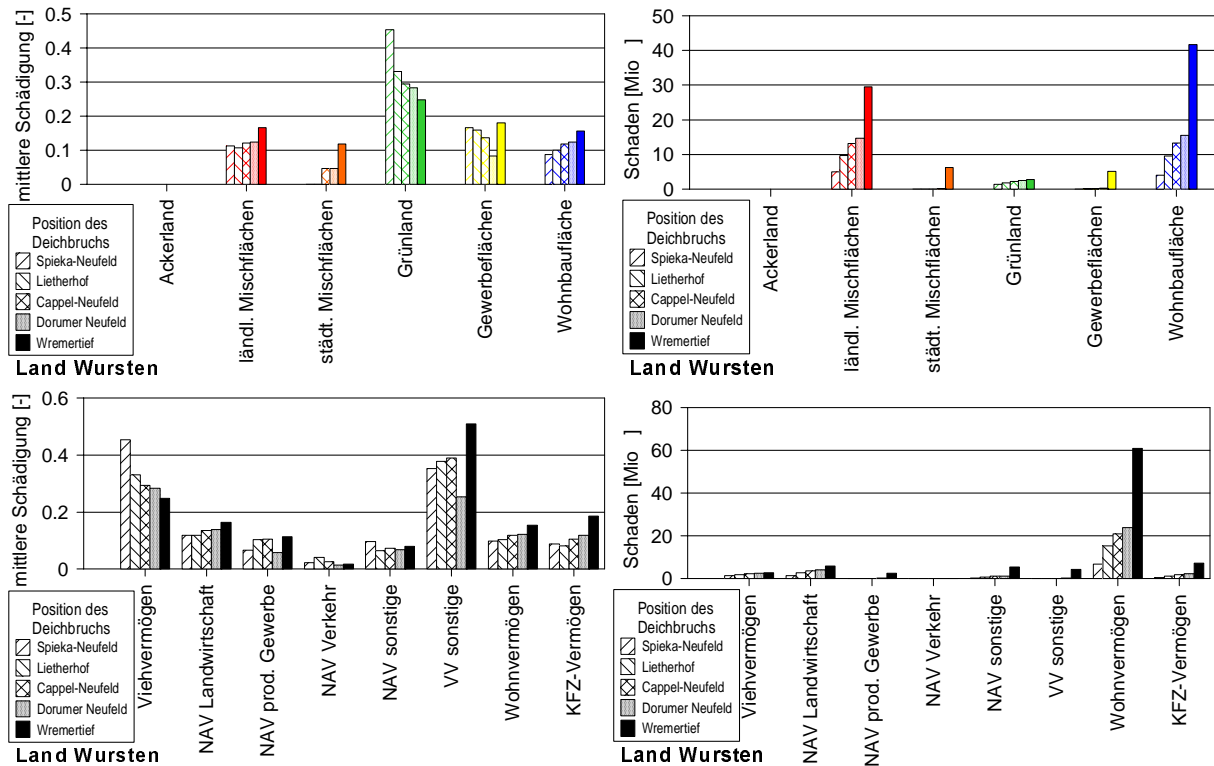 mittlere Schädigung [-]
0.5
0.4
0.3
0.2
0.1
0
Ackerland
ländl. Mischflächen
städt. Mischflächen
Grünland
Gewerbeflächen
Wohnbaufläche
Position des
Deichbruchs
Spieka-Neufeld
Lietherhof
Cappel-Neufeld
Dorumer Neufeld
Wremertief
Land Wursten
Schaden [Mio ]
50
40
30
20
10
0
Ackerland
ländl. Mischflächen
städt. Mischflächen
Grünland
Gewerbeflächen
Wohnbaufläche
Position des
Deichbruchs
Spieka-Neufeld
Lietherhof
Cappel-Neufeld
Dorumer Neufeld
Wremertief
Land Wursten
mittlere Schädigung [-]
0.6
0.4
0.2
0
Viehvermögen
NAV Landwirtschaft
NAV prod. Gewerbe
NAV Verkehr
NAV sonstige
VV sonstige
Wohnvermögen
KFZ-Vermögen
Position des
Deichbruchs
Spieka-Neufeld
Lietherhof
Cappel-Neufeld
Dorumer Neufeld
Wremertief
Land Wursten
Schaden [Mio ]
80
60
40
20
0
Viehvermögen
NAV Landwirtschaft
NAV prod. Gewerbe
NAV Verkehr
NAV sonstige
VV sonstige
Wohnvermögen
KFZ-Vermögen
Position des
Deichbruchs
Spieka-Neufeld
Lietherhof
Cappel-Neufeld
Dorumer Neufeld
Wremertief
Land Wursten